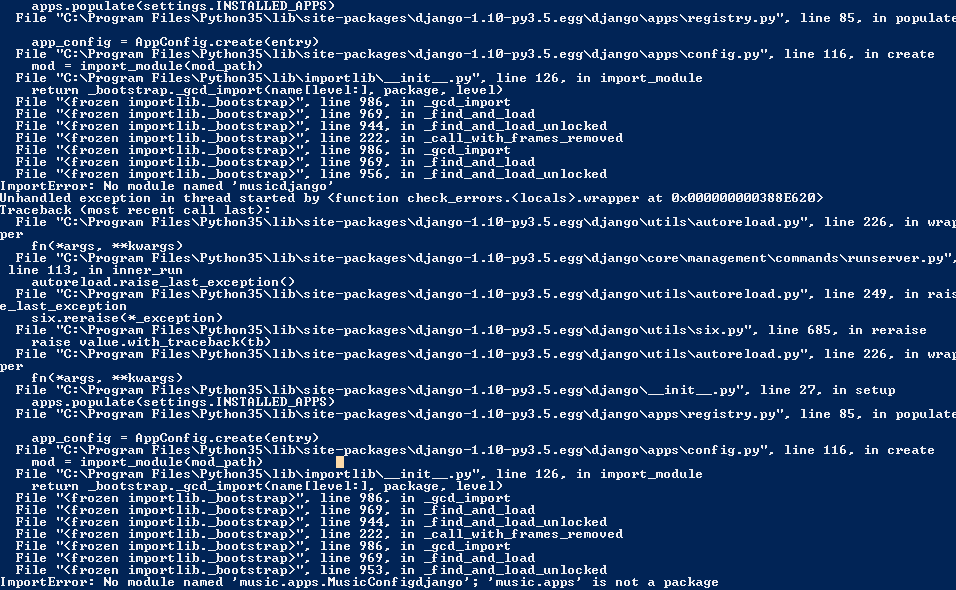 apps.populate(settings.INSTALLED_APPS)
File "C:\Program Files\Python35\lib\site-packages\django-1.10-py3.5.egg\django\apps\registry.py", line 85, in populate
app_config = AppConfig.create(entry)
File "C:\Program Files\Python35\lib\site-packages\django-1.10-py3.5.egg\django\apps\config.py", line 116, in create
mod = import_module(mod_path)
File "C:\Program Files\Python35\lib\importlib\__init__.py", line 126, in import_module
return _bootstrap._gcd_import(name[level:], package, level)
File "<frozen importlib._bootstrap>", line 986, in _gcd_import
File "<frozen importlib._bootstrap>", line 969, in _find_and_load
File "<frozen importlib._bootstrap>", line 944, in _find_and_load_unlocked
File "<frozen importlib._bootstrap>", line 222, in _call_with_frames_removed
File "<frozen importlib._bootstrap>", line 986, in _gcd_import
File "<frozen importlib._bootstrap>", line 969, in _find_and_load
File "<frozen importlib._bootstrap>", line 956, in _find_and_load_unlocked
ImportError: No module named 'musicdjango'
Unhandled exception in thread started by <function check_errors.<locals>.wrapper at 0x000000000388E620>
Traceback (most recent call last):
File "C:\Program Files\Python35\lib\site-packages\django-1.10-py3.5.egg\django\utils\autoreload.py", line 226, in wrap
per
fn(*args, **kwargs)
File "C:\Program Files\Python35\lib\site-packages\django-1.10-py3.5.egg\django\core\management\commands\runserver.py",
line 113, in inner_run
autoreload.raise_last_exception()
File "C:\Program Files\Python35\lib\site-packages\django-1.10-py3.5.egg\django\utils\autoreload.py", line 249, in rais
e_last_exception
six.reraise(*_exception)
File "C:\Program Files\Python35\lib\site-packages\django-1.10-py3.5.egg\django\utils\six.py", line 685, in reraise
raise value.with_traceback(tb)
File "C:\Program Files\Python35\lib\site-packages\django-1.10-py3.5.egg\django\utils\autoreload.py", line 226, in wrap
per
fn(*args, **kwargs)
File "C:\Program Files\Python35\lib\site-packages\django-1.10-py3.5.egg\django\__init__.py", line 27, in setup
apps.populate(settings.INSTALLED_APPS)
File "C:\Program Files\Python35\lib\site-packages\django-1.10-py3.5.egg\django\apps\registry.py", line 85, in populate
app_config = AppConfig.create(entry)
File "C:\Program Files\Python35\lib\site-packages\django-1.10-py3.5.egg\django\apps\config.py", line 116, in create
mod = import_module(mod_path)
File "C:\Program Files\Python35\lib\importlib\__init__.py", line 126, in import_module
return _bootstrap._gcd_import(name[level:], package, level)
File "<frozen importlib._bootstrap>", line 986, in _gcd_import
File "<frozen importlib._bootstrap>", line 969, in _find_and_load
File "<frozen importlib._bootstrap>", line 944, in _find_and_load_unlocked
File "<frozen importlib._bootstrap>", line 222, in _call_with_frames_removed
File "<frozen importlib._bootstrap>", line 986, in _gcd_import
File "<frozen importlib._bootstrap>", line 969, in _find_and_load
File "<frozen importlib._bootstrap>", line 953, in _find_and_load_unlocked
ImportError: No module named 'music.apps.MusicConfigdjango'; 'music.apps' is not a package